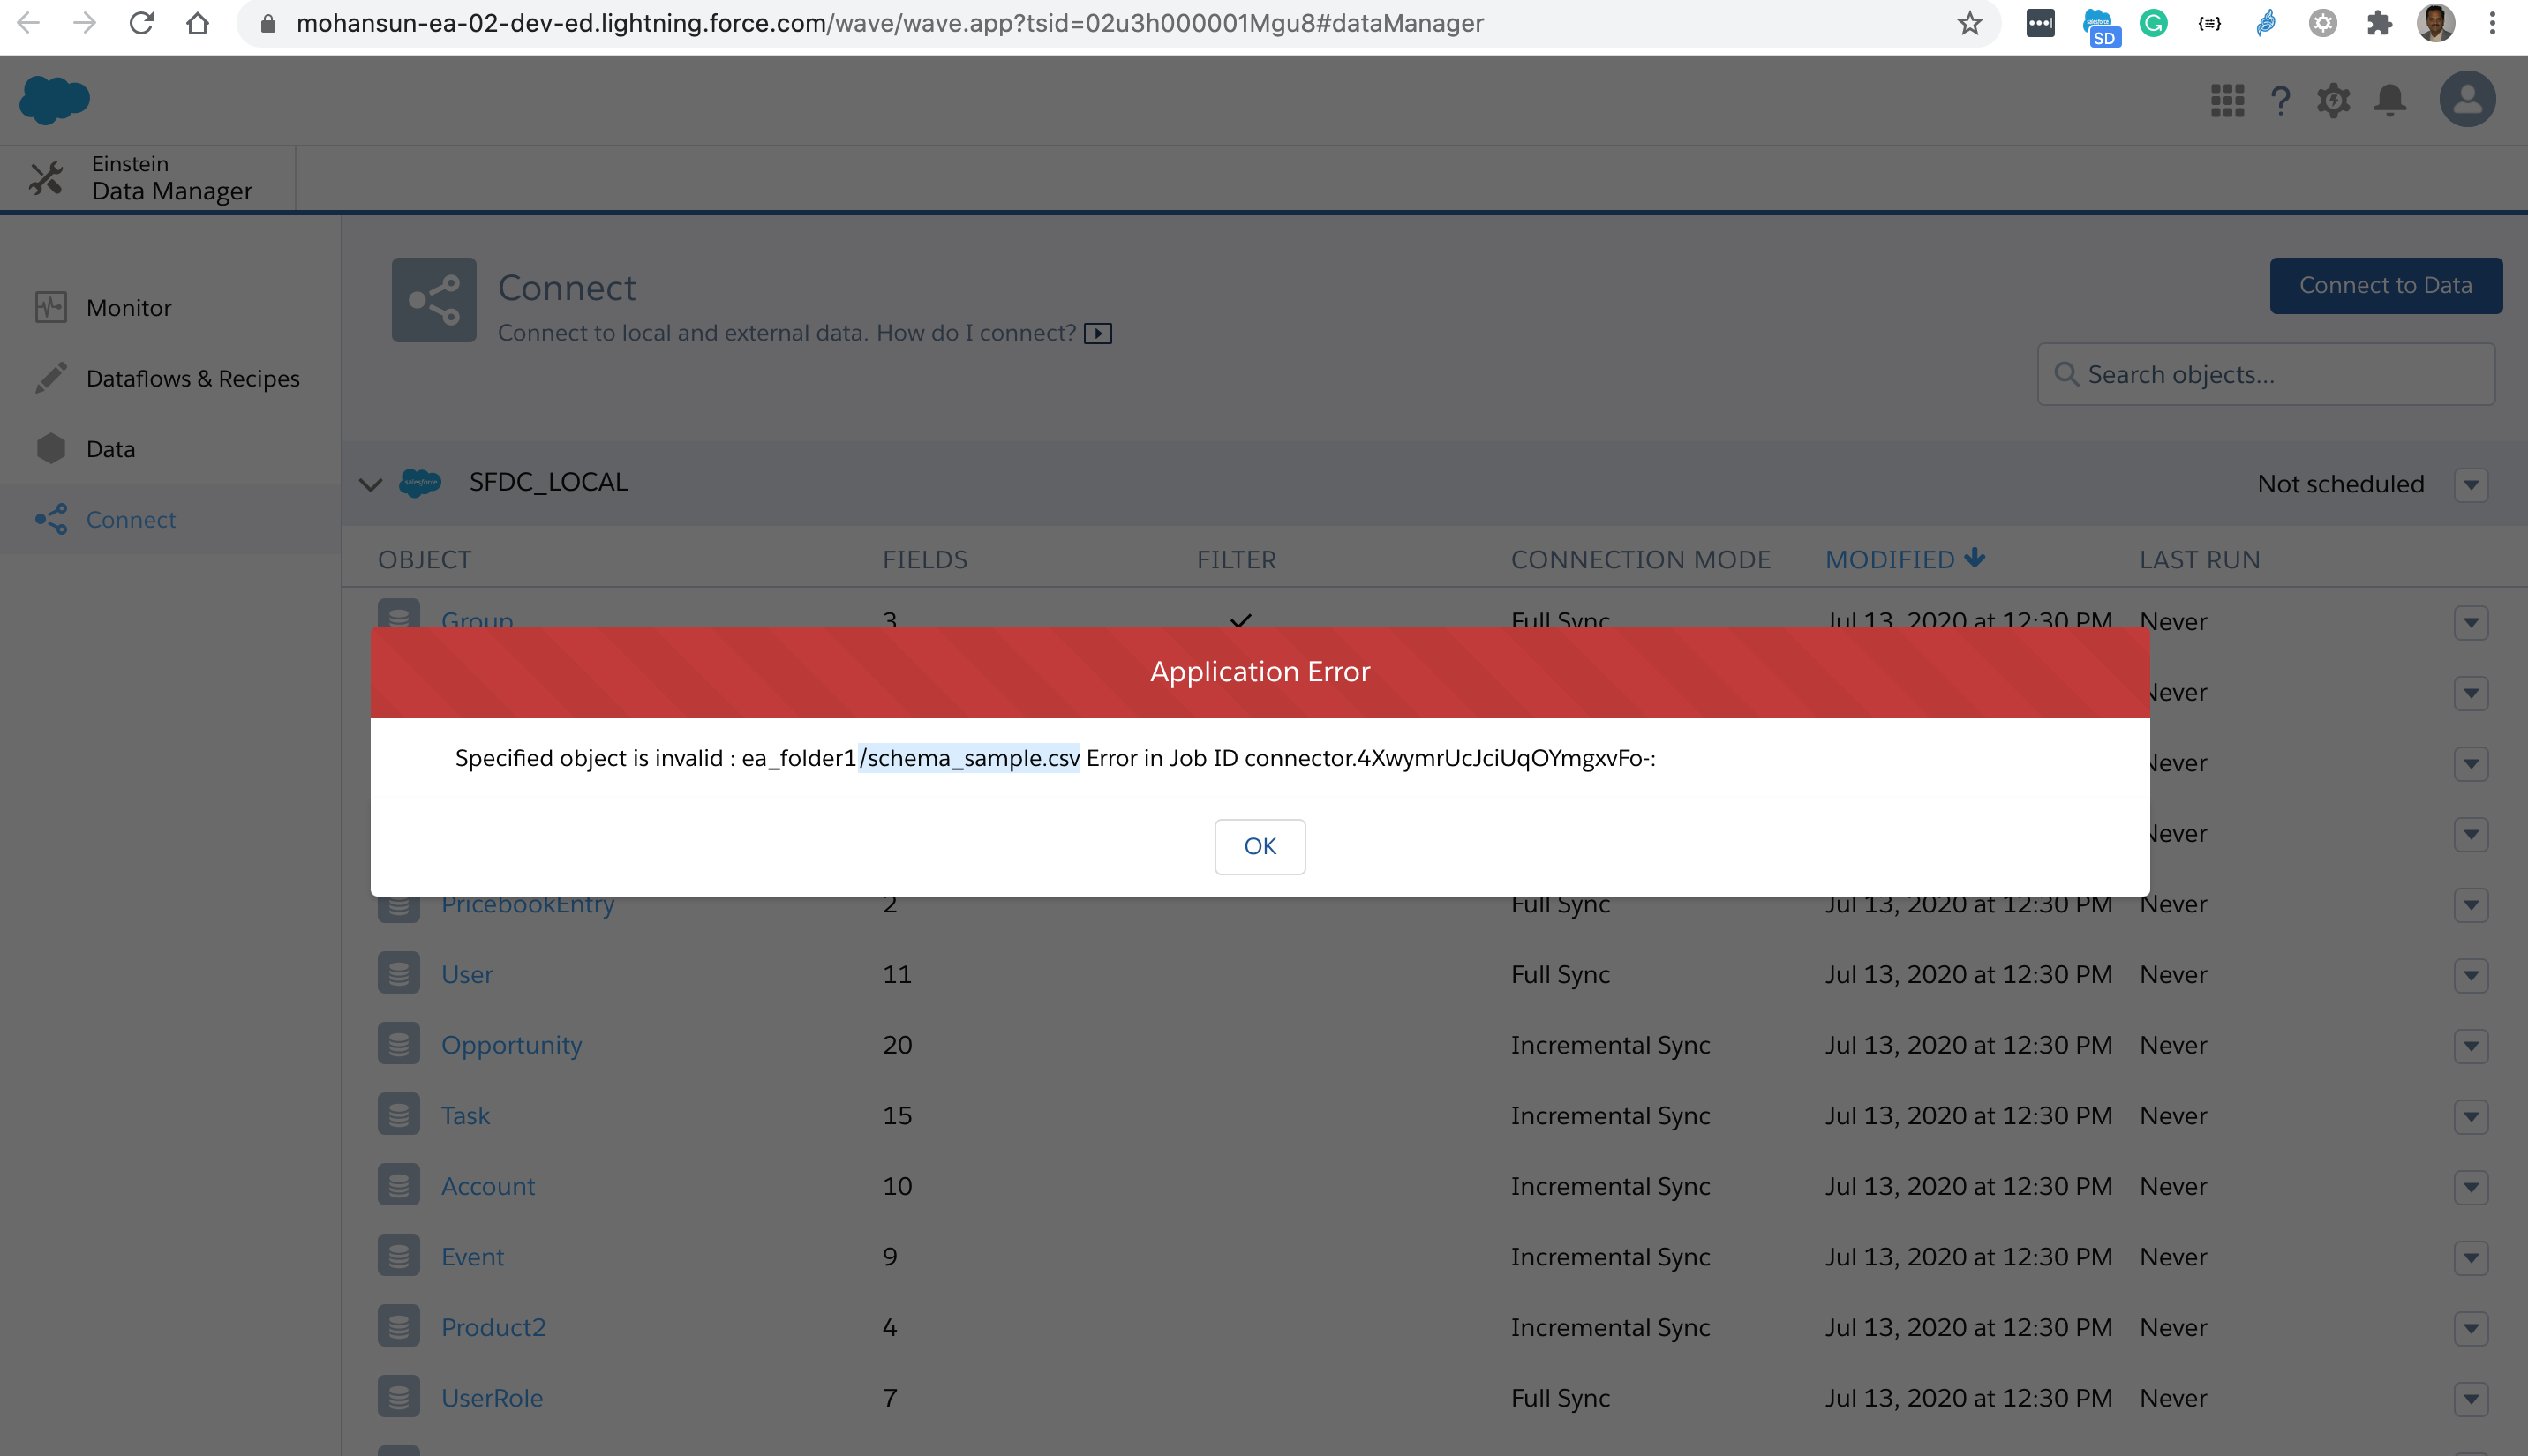 mohansun-ea-02-dev-ed.lightning.force.com/wave/wave.app?tsid=02u3h000001Mgu8#dataManager
SD
Einstein
Data Manager
Monitor
Dataflows & Recipes
Data
Connect
Connect
Connect to local and external data. How do I connect?
Connect to Data
Search objects...
salesforce SFDC_LOCAL Not scheduled
OBJECT FIELDS FILTER CONNECTION MODE MODIFIED LAST RUN
Group 3 Full Sync Jul 13, 2020 at 12:30 PM Never
Never
Never
Never
Application Error
Specified object is invalid : ea_folder1/schema_sample.csv Error in Job ID connector.4XwymrUcJciUqOYmgxvFo-:
OK
PricebookEntry 2 Full Sync Jul 13, 2020 at 12:30 PM Never
User 11 Full Sync Jul 13, 2020 at 12:30 PM Never
Opportunity 20 Incremental Sync Jul 13, 2020 at 12:30 PM Never
Task 15 Incremental Sync Jul 13, 2020 at 12:30 PM Never
Account 10 Incremental Sync Jul 13, 2020 at 12:30 PM Never
Event 9 Incremental Sync Jul 13, 2020 at 12:30 PM Never
Product2 4 Incremental Sync Jul 13, 2020 at 12:30 PM Never
UserRole 7 Full Sync Jul 13, 2020 at 12:30 PM Never